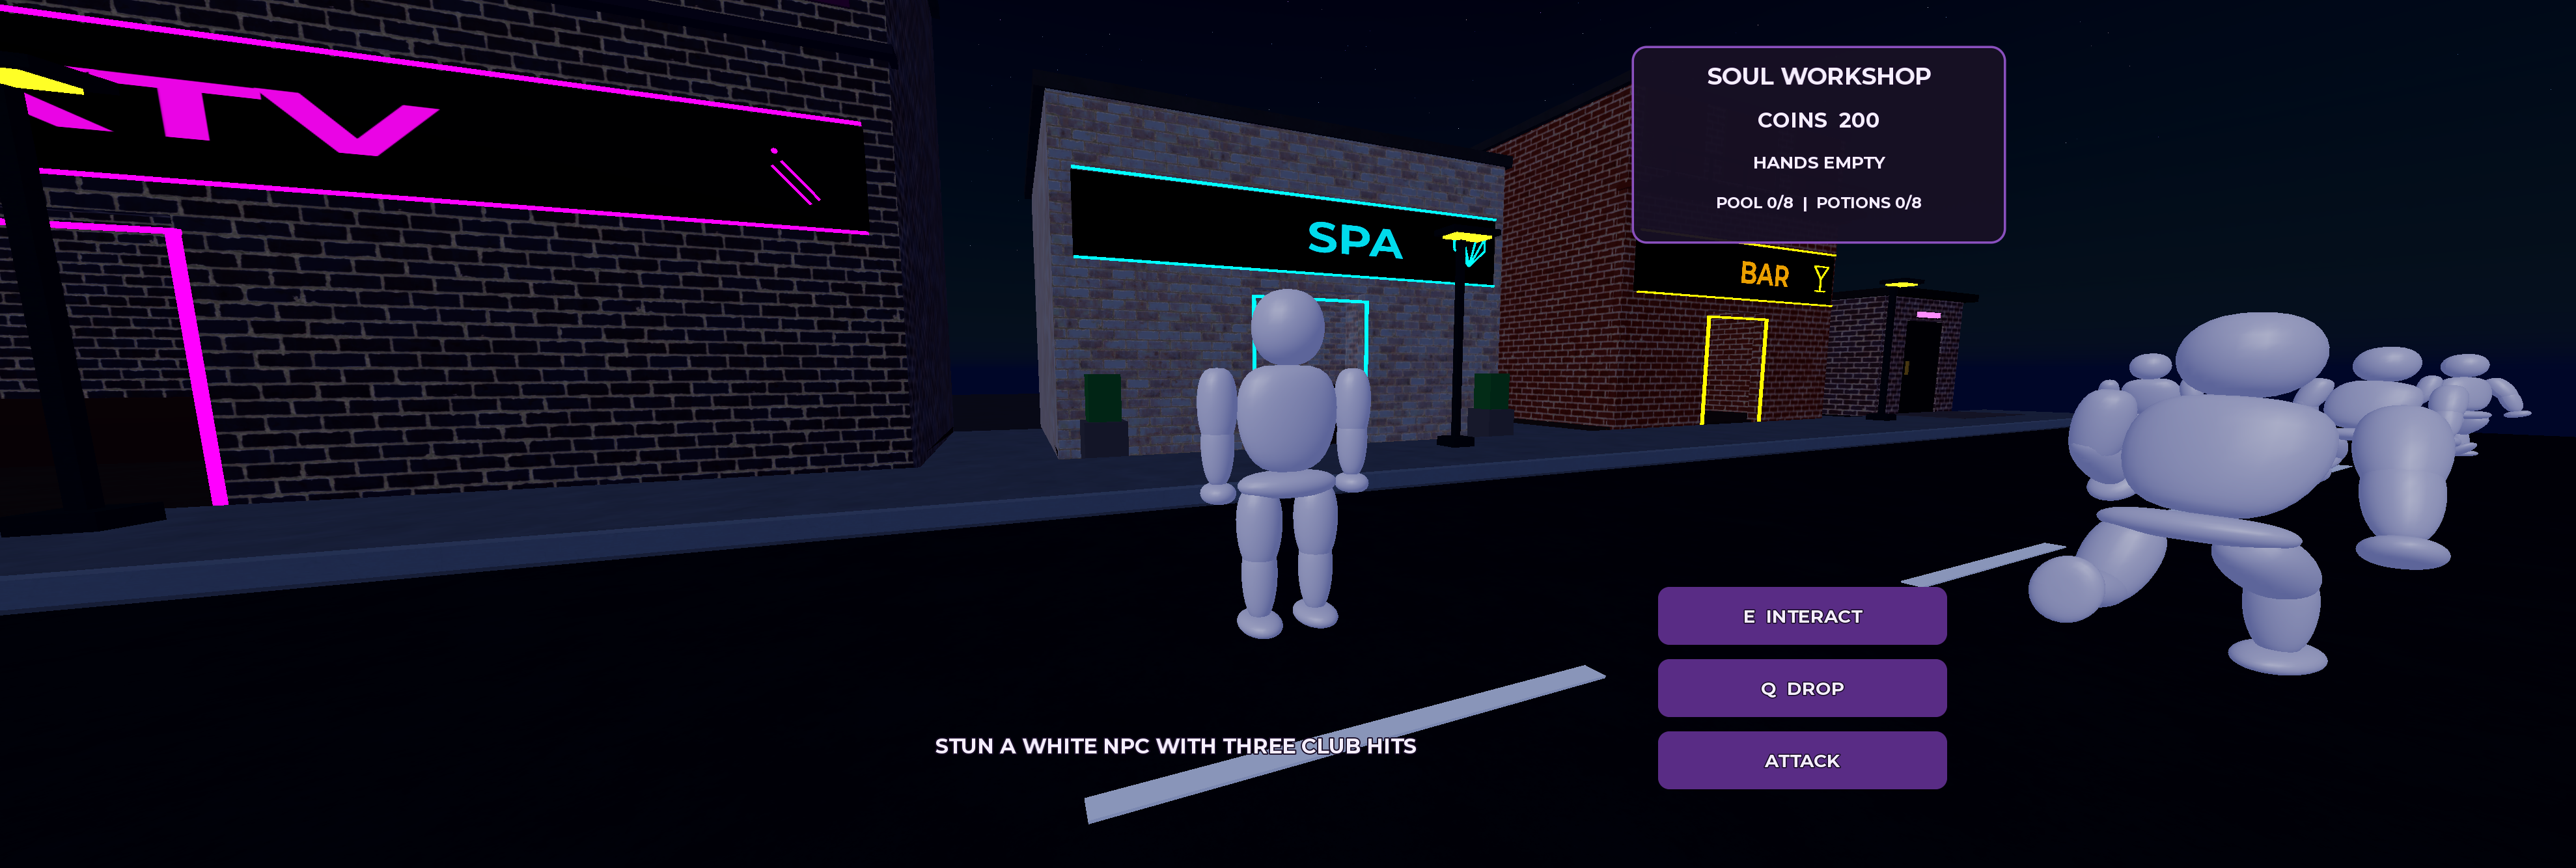 TV
SPA
BAR
SOUL WORKSHOP
COINS 200
HANDS EMPTY
POOL 0/8 | POTIONS 0/8
E INTERACT
Q DROP
ATTACK
STUN A WHITE NPC WITH THREE CLUB HITS